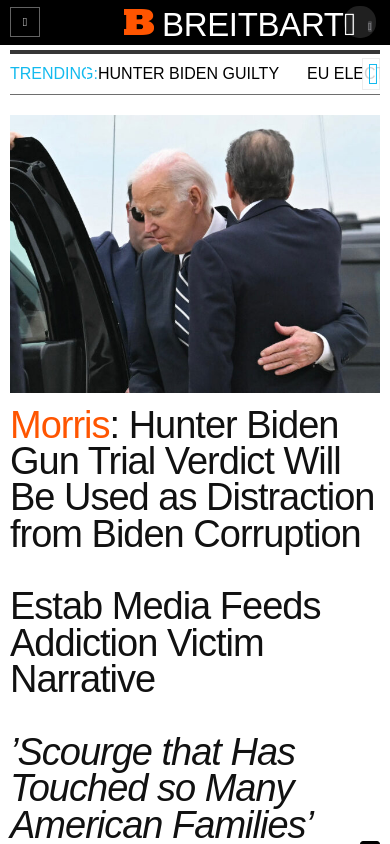 B BREITBART
TRENDING: HUNTER BIDEN GUILTY EU ELEC
Morris: Hunter Biden
Gun Trial Verdict Will
Be Used as Distraction
from Biden Corruption
Estab Media Feeds
Addiction Victim
Narrative
’Scourge that Has
Touched so Many
American Families’